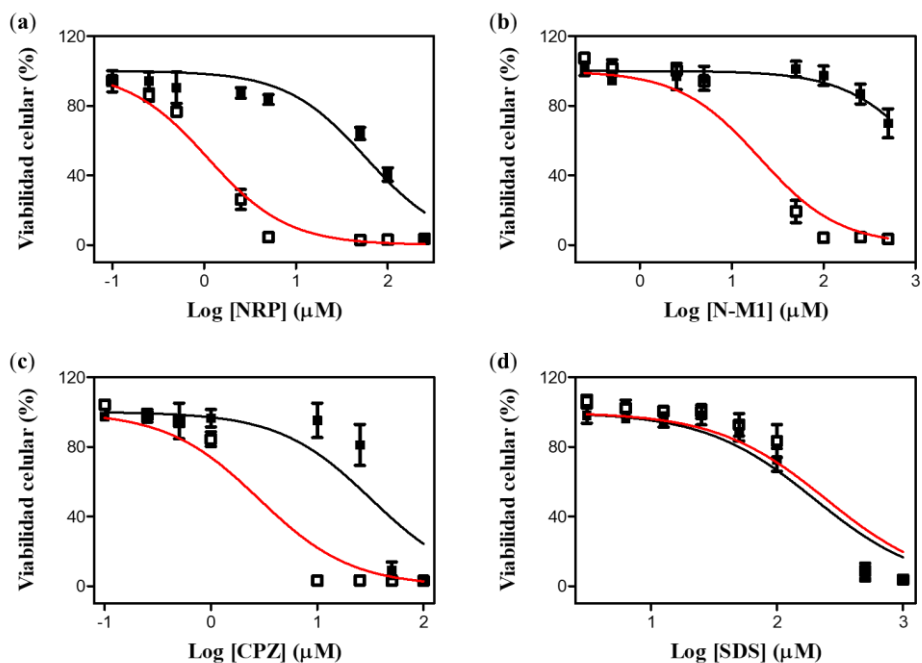 (a)
Viabilidad celular (%)
120
80
40
0
-1
0
1
2
Log [NRP] (μM)
(b)
Viabilidad celular (%)
120
80
40
0
0
1
2
3
Log [N-M1] (μM)
(c)
Viabilidad celular (%)
120
80
40
0
-1
0
1
2
Log [CPZ] (μM)
(d)
Viabilidad celular (%)
120
80
40
0
1
2
3
Log [SDS] (μM)